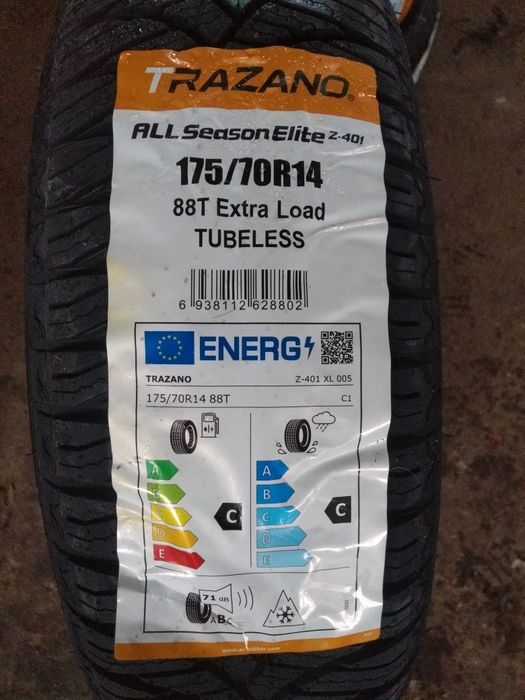 TRAZANO®
ALL Season Elite Z-401
175/70R14
88T Extra Load
TUBELESS
6 938112 628802
ENERG
TRAZANO Z-401 XL 005
175/70R14 88T C1
A A
B B
C C C C
D D
E E
71 dB
ABC